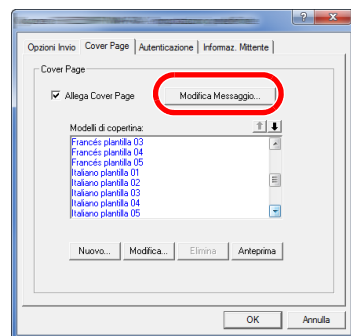 Opzioni Invio Cover Page Autenticazione Informaz. Mittente
Cover Page
Allega Cover Page Modifica Messaggio...
Modelli di copertina:
Francés plantilla 03
Francés plantilla 04
Francés plantilla 05
Italiano plantilla 01
Italiano plantilla 02
Italiano plantilla 03
Italiano plantilla 04
Italiano plantilla 05
Nuovo... Modifica... Elimina Anteprima
OK Annulla